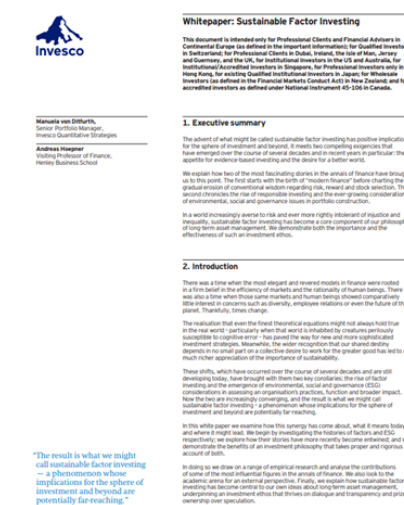 Invesco
Whitepaper: Sustainable Factor Investing
This document is intended only for Professional Clients and Financial Advisers in
Continental Europe (as defined in the important information); for Qualified Investo
in Switzerland; for Professional Clients in Dubai, Ireland, the Isle of Man, Jersey
and Guernsey, and the UK, for Institutional Investors in the US and Australia, for
Institutional/Accredited Investors in Singapore, for Professional Investors only in
Hong Kong, for existing Qualified Institutional Investors in Japan; for Wholesale
Investors (as defined in the Financial Markets Conduct Act) in New Zealand; and fo
accredited investors as defined under National Instrument 45-106 in Canada.
Manuela von Ditfurth,
Senior Portfolio Manager,
Invesco Quantitative Strategies
Andreas Hoepner
Visiting Professor of Finance,
Henley Business School
1. Executive summary
The advent of what might be called sustainable factor investing has positive implicatio
for the sphere of investment and beyond. It meets two compelling exigencies that
have emerged over the course of several decades and in recent years in particular: the
appetite for evidence-based investing and the desire for a better world.
We explain how two of the most fascinating stories in the annals of finance have broug
us to this point. The first starts with the birth of "modern finance" before charting the
gradual erosion of conventional wisdom regarding risk, reward and stock selection. Th
second chronicles the rise of responsible investing and the ever-growing consideration
of environmental, social and governance issues in portfolio construction.
In a world increasingly averse to risk and ever more rightly intolerant of injustice and
inequality, sustainable factor investing has become a core component of our philosoph
of long-term asset management. We demonstrate both the importance and the
effectiveness of such an investment ethos.
2. Introduction
There was a time when the most elegant and revered models in finance were rooted
in a firm belief in the efficiency of markets and the rationality of human beings. There
was also a time when those same markets and human beings showed comparatively
little interest in concerns such as diversity, employee relations or even the future of th
planet. Thankfully, times change.
The realisation that even the finest theoretical equations might not always hold true
in the real world – particularly when that world is inhabited by creatures perilously
susceptible to cognitive error – has paved the way for new and more sophisticated
investment strategies. Meanwhile, the wider recognition that our shared destiny
depends in no small part on a collective desire to work for the greater good has led to
much richer appreciation of the importance of sustainability.
These shifts, which have occurred over the course of several decades and are still
developing today, have brought with them two key corollaries: the rise of factor
investing and the emergence of environmental, social and governance (ESG)
considerations in assessing an organisation's practices, function and broader impact.
Now the two are increasingly converging, and the result is what we might call
sustainable factor investing – a phenomenon whose implications for the sphere of
investment and beyond are potentially far-reaching.
In this white paper we examine how this synergy has come about, what it means today
and where it might lead. We begin by investigating the histories of factors and ESG
respectively; we explore how their stories have more recently become entwined; and
demonstrate the benefits of an investment philosophy that takes proper and rigorous
account of both.
In doing so we draw on a range of empirical research and analyse the contributions
of some of the most influential figures in the annals of finance. We also look to the
academic arena for an external perspective. Finally, we explain how sustainable factor
investing has become central to our own ideas about long-term asset management,
underpinning an investment ethos that thrives on dialogue and transparency and priz
ownership over speculation.
"The result is what we might
call sustainable factor investing
— a phenomenon whose
implications for the sphere of
investment and beyond are
potentially far-reaching."